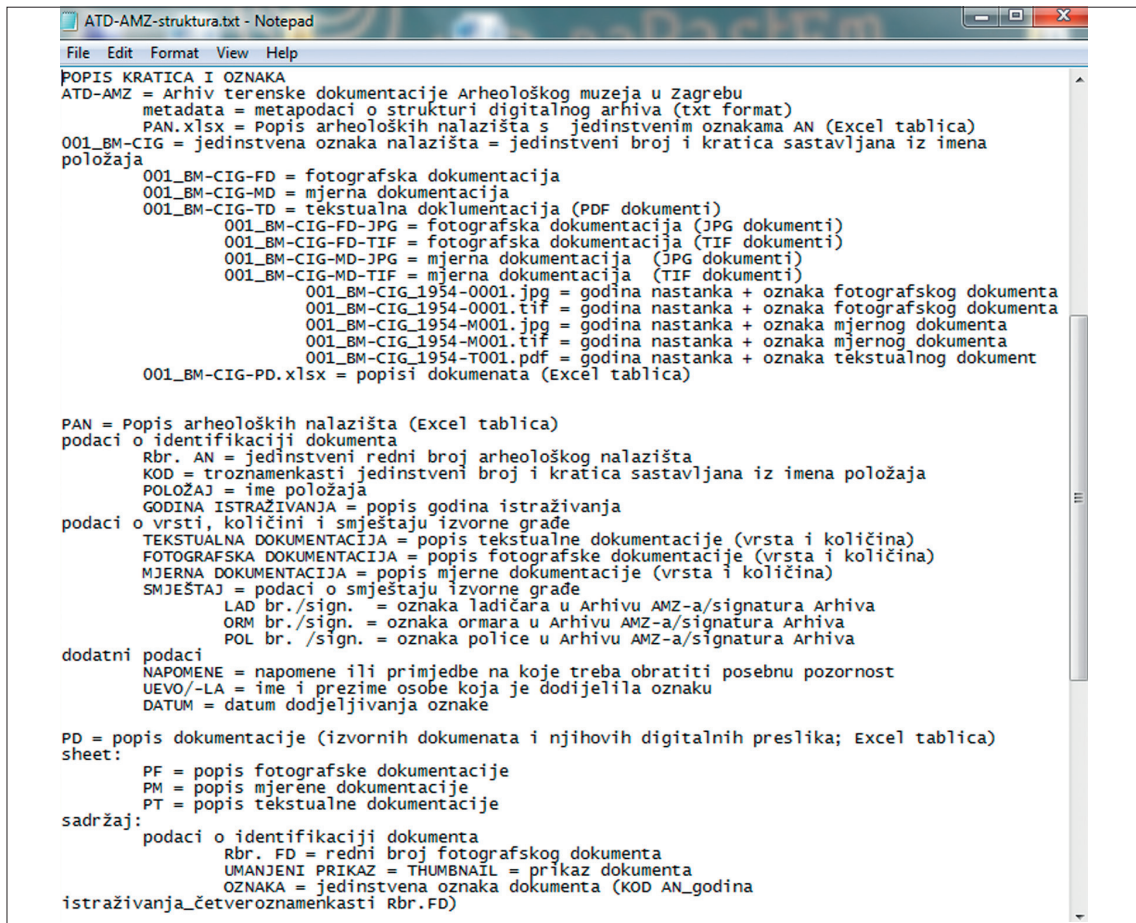 ATD-AMZ-struktura.txt - Notepad
File Edit Format View Help
POPIS KRATICA I OZNAKA
ATD-AMZ = Arhiv terenske dokumentacije Arheološkog muzeja u Zagrebu
metadata = metapodaci o strukturi digitalnog arhiva (txt format)
PAN.xlsx = Popis arheoloških nalazišta s  jedinstvenim oznakama AN (Excel tablica)
001_BM-CIG = jedinstvena oznaka nalazišta = jedinstveni broj i kratica sastavljana iz imena
položaja
001_BM-CIG-FD = fotografska dokumentacija
001_BM-CIG-MD = mjerna dokumentacija
001_BM-CIG-TD = tekstualna doklumentacija (PDF dokumenti)
001_BM-CIG-FD-JPG = fotografska dokumentacija (JPG dokumenti)
001_BM-CIG-FD-TIF = fotografska dokumentacija (TIF dokumenti)
001_BM-CIG-MD-JPG = mjerna dokumentacija  (JPG dokumenti)
001_BM-CIG-MD-TIF = mjerna dokumentacija  (TIF dokumenti)
001_BM-CIG_1954-0001.jpg = godina nastanka + oznaka fotografskog dokumenta
001_BM-CIG_1954-0001.tif = godina nastanka + oznaka fotografskog dokumenta
001_BM-CIG_1954-M001.jpg = godina nastanka + oznaka mjernog dokumenta
001_BM-CIG_1954-M001.tif = godina nastanka + oznaka mjernog dokumenta
001_BM-CIG_1954-T001.pdf = godina nastanka + oznaka tekstualnog dokument
001_BM-CIG-PD.xlsx = popisi dokumenata (Excel tablica)
PAN = Popis arheoloških nalazišta (Excel tablica)
podaci o identifikaciji dokumenta
Rbr. AN = jedinstveni redni broj arheološkog nalazišta
KOD = troznamenkasti jedinstveni broj i kratica sastavljana iz imena položaja
POLOŽAJ = ime položaja
GODINA ISTRAŽIVANJA = popis godina istraživanja
podaci o vrsti, količini i smještaju izvorne građe
TEKSTUALNA DOKUMENTACIJA = popis tekstualne dokumentacije (vrsta i količina)
FOTOGRAFSKA DOKUMENTACIJA = popis fotografske dokumentacije (vrsta i količina)
MJERNA DOKUMENTACIJA = popis mjerne dokumentacije (vrsta i količina)
SMJEŠTAJ = podaci o smještaju izvorne građe
LAD br./sign.  = oznaka ladičara u Arhivu AMZ-a/signatura Arhiva
ORM br./sign. = oznaka ormara u Arhivu AMZ-a/signatura Arhiva
POL br. /sign. = oznaka police u Arhivu AMZ-a/signatura Arhiva
dodatni podaci
NAPOMENE = napomene ili primjedbe na koje treba obratiti posebnu pozornost
UEVO/-LA = ime i prezime osobe koja je dodijelila oznaku
DATUM = datum dodjeljivanja oznake
PD = popis dokumentacije (izvornih dokumenata i njihovih digitalnih preslika; Excel tablica)
sheet:
PF = popis fotografske dokumentacije
PM = popis mjerene dokumentacije
PT = popis tekstualne dokumentacije
sadržaj:
podaci o identifikaciji dokumenta
Rbr. FD = redni broj fotografskog dokumenta
UMANJENI PRIKAZ = THUMBNAIL = prikaz dokumenta
OZNAKA = jedinstvena oznaka dokumenta (KOD AN_godina
istraživanja_četveroznamenkasti Rbr.FD)